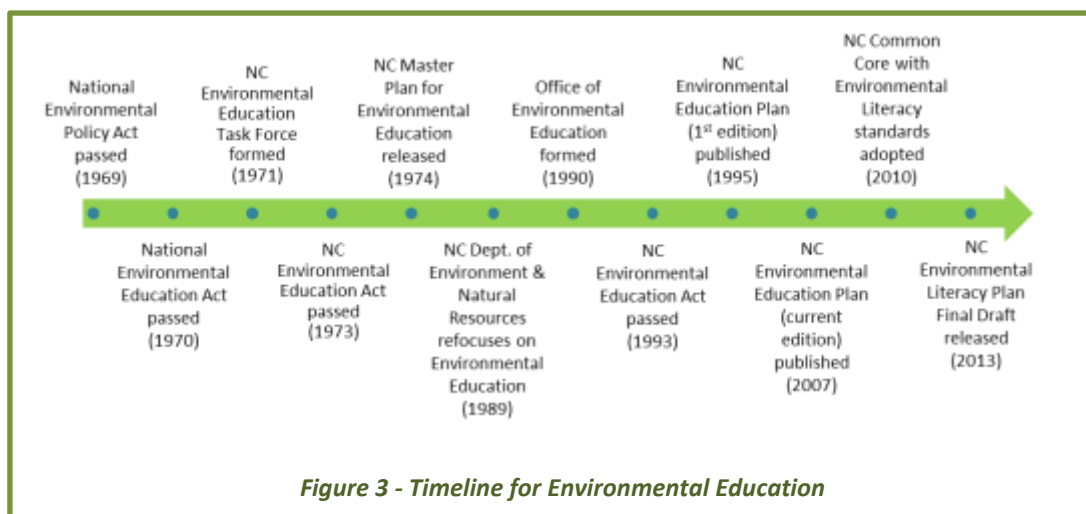 National
Environmental
Policy Act
passed
(1969)
NC
Environmental
Education
Task Force
formed
(1971)
NC Master
Plan for
Environmental
Education
released
(1974)
Office of
Environmental
Education
formed
(1990)
NC
Environmental
Education Plan
(1st edition)
published
(1995)
NC Common
Core with
Environmental
Literacy
standards
adopted
(2010)
National
Environmental
Education Act
passed
(1970)
NC
Environmental
Education Act
passed
(1973)
NC Dept. of
Environment &
Natural
Resources
refocuses on
Environmental
Education
(1989)
NC
Environmental
Education Act
passed
(1993)
NC
Environmental
Education Plan
(current
edition)
published
(2007)
NC
Environmental
Literacy Plan
Final Draft
released
(2013)
Figure 3 - Timeline for Environmental Education